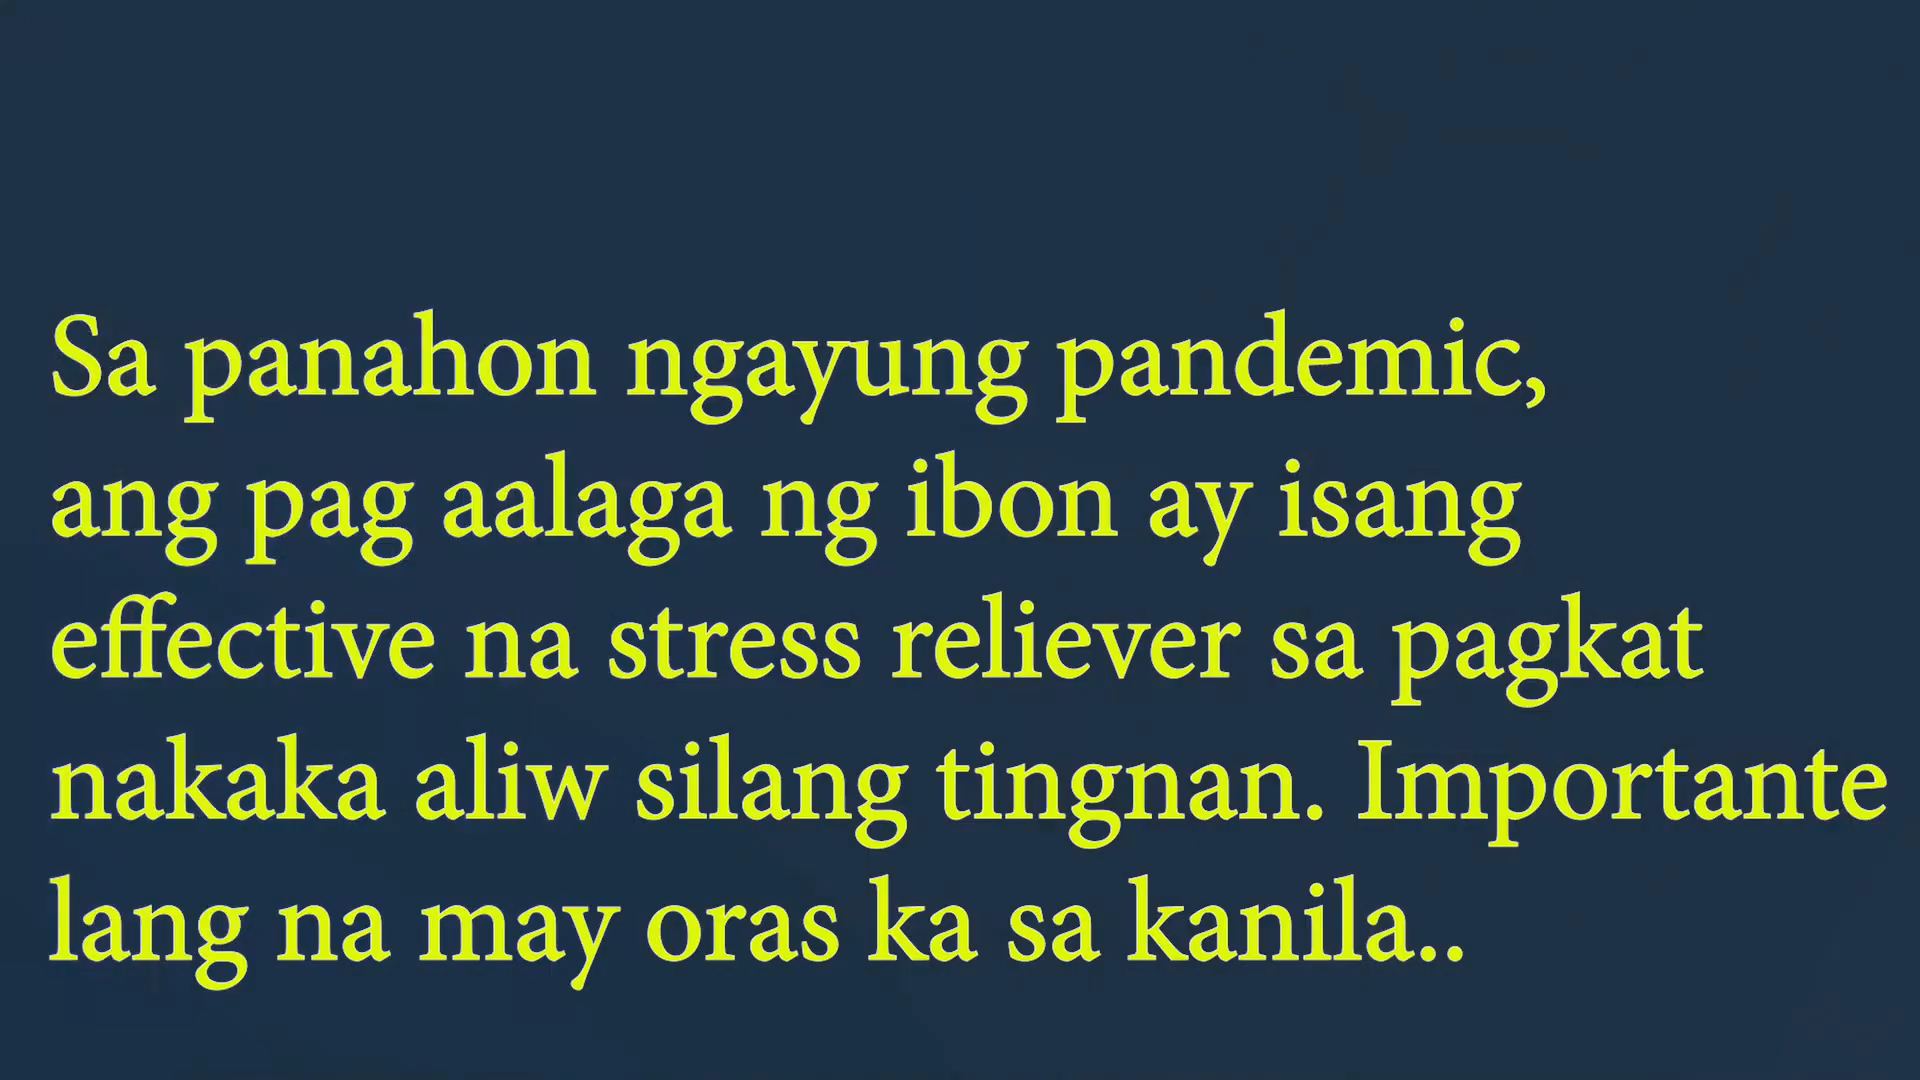 Sa panahon ngayung pandemic,
ang pag aalaga ng ibon ay isang
effective na stress reliever sa pagkat
nakaka aliw silang tingnan. Importante
lang na may oras ka sa kanila..